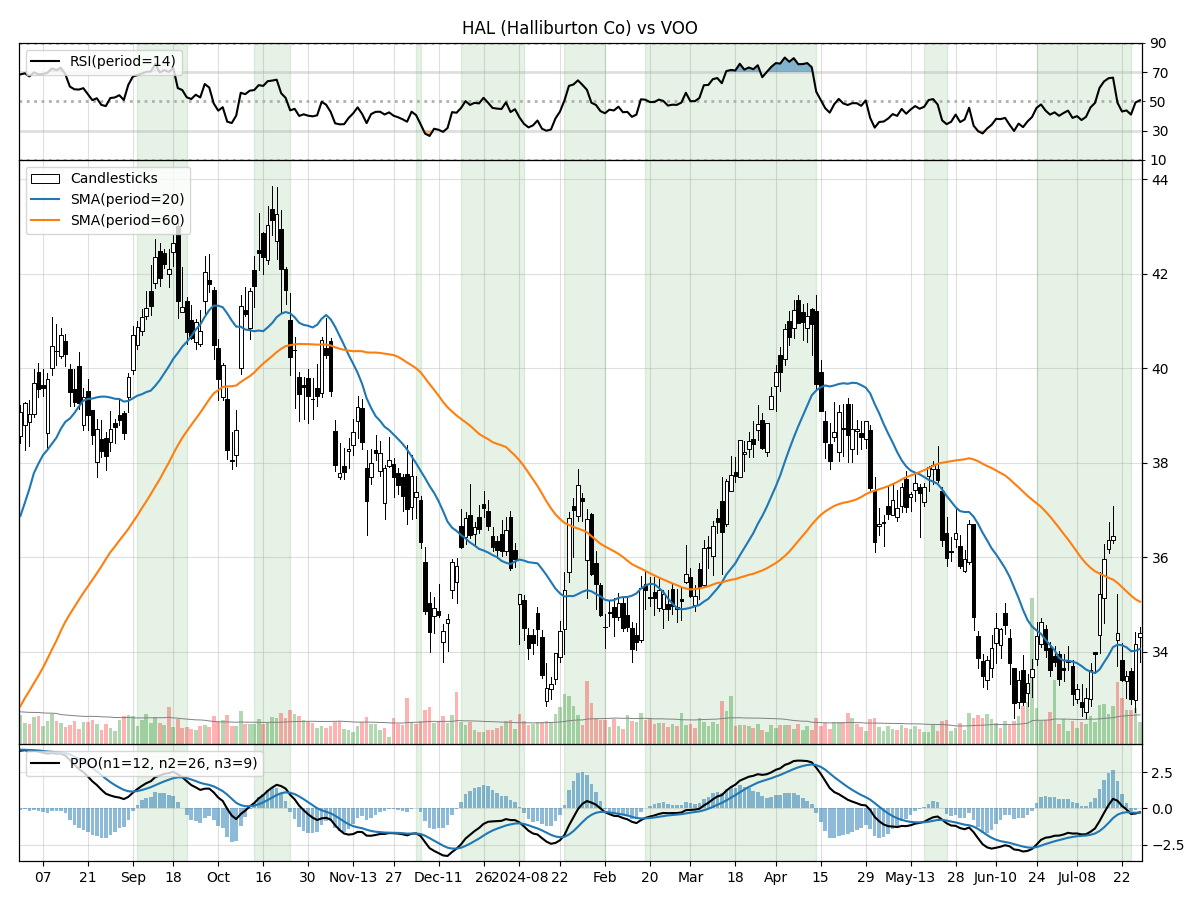 HAL (Halliburton Co) vs VOO
RSI(period=14)
90
70
50
30
10
Candlesticks
SMA(period=20)
SMA(period=60)
44
42
40
38
36
34
PPO(n1=12, n2=26, n3=9)
2.5
0.0
−2.5
07 21 Sep 18 Oct 16 30 Nov-13 27 Dec-11 26 2024-08 22 Feb 20 Mar 18 Apr 15 29 May-13 28 Jun-10 24 Jul-08 22